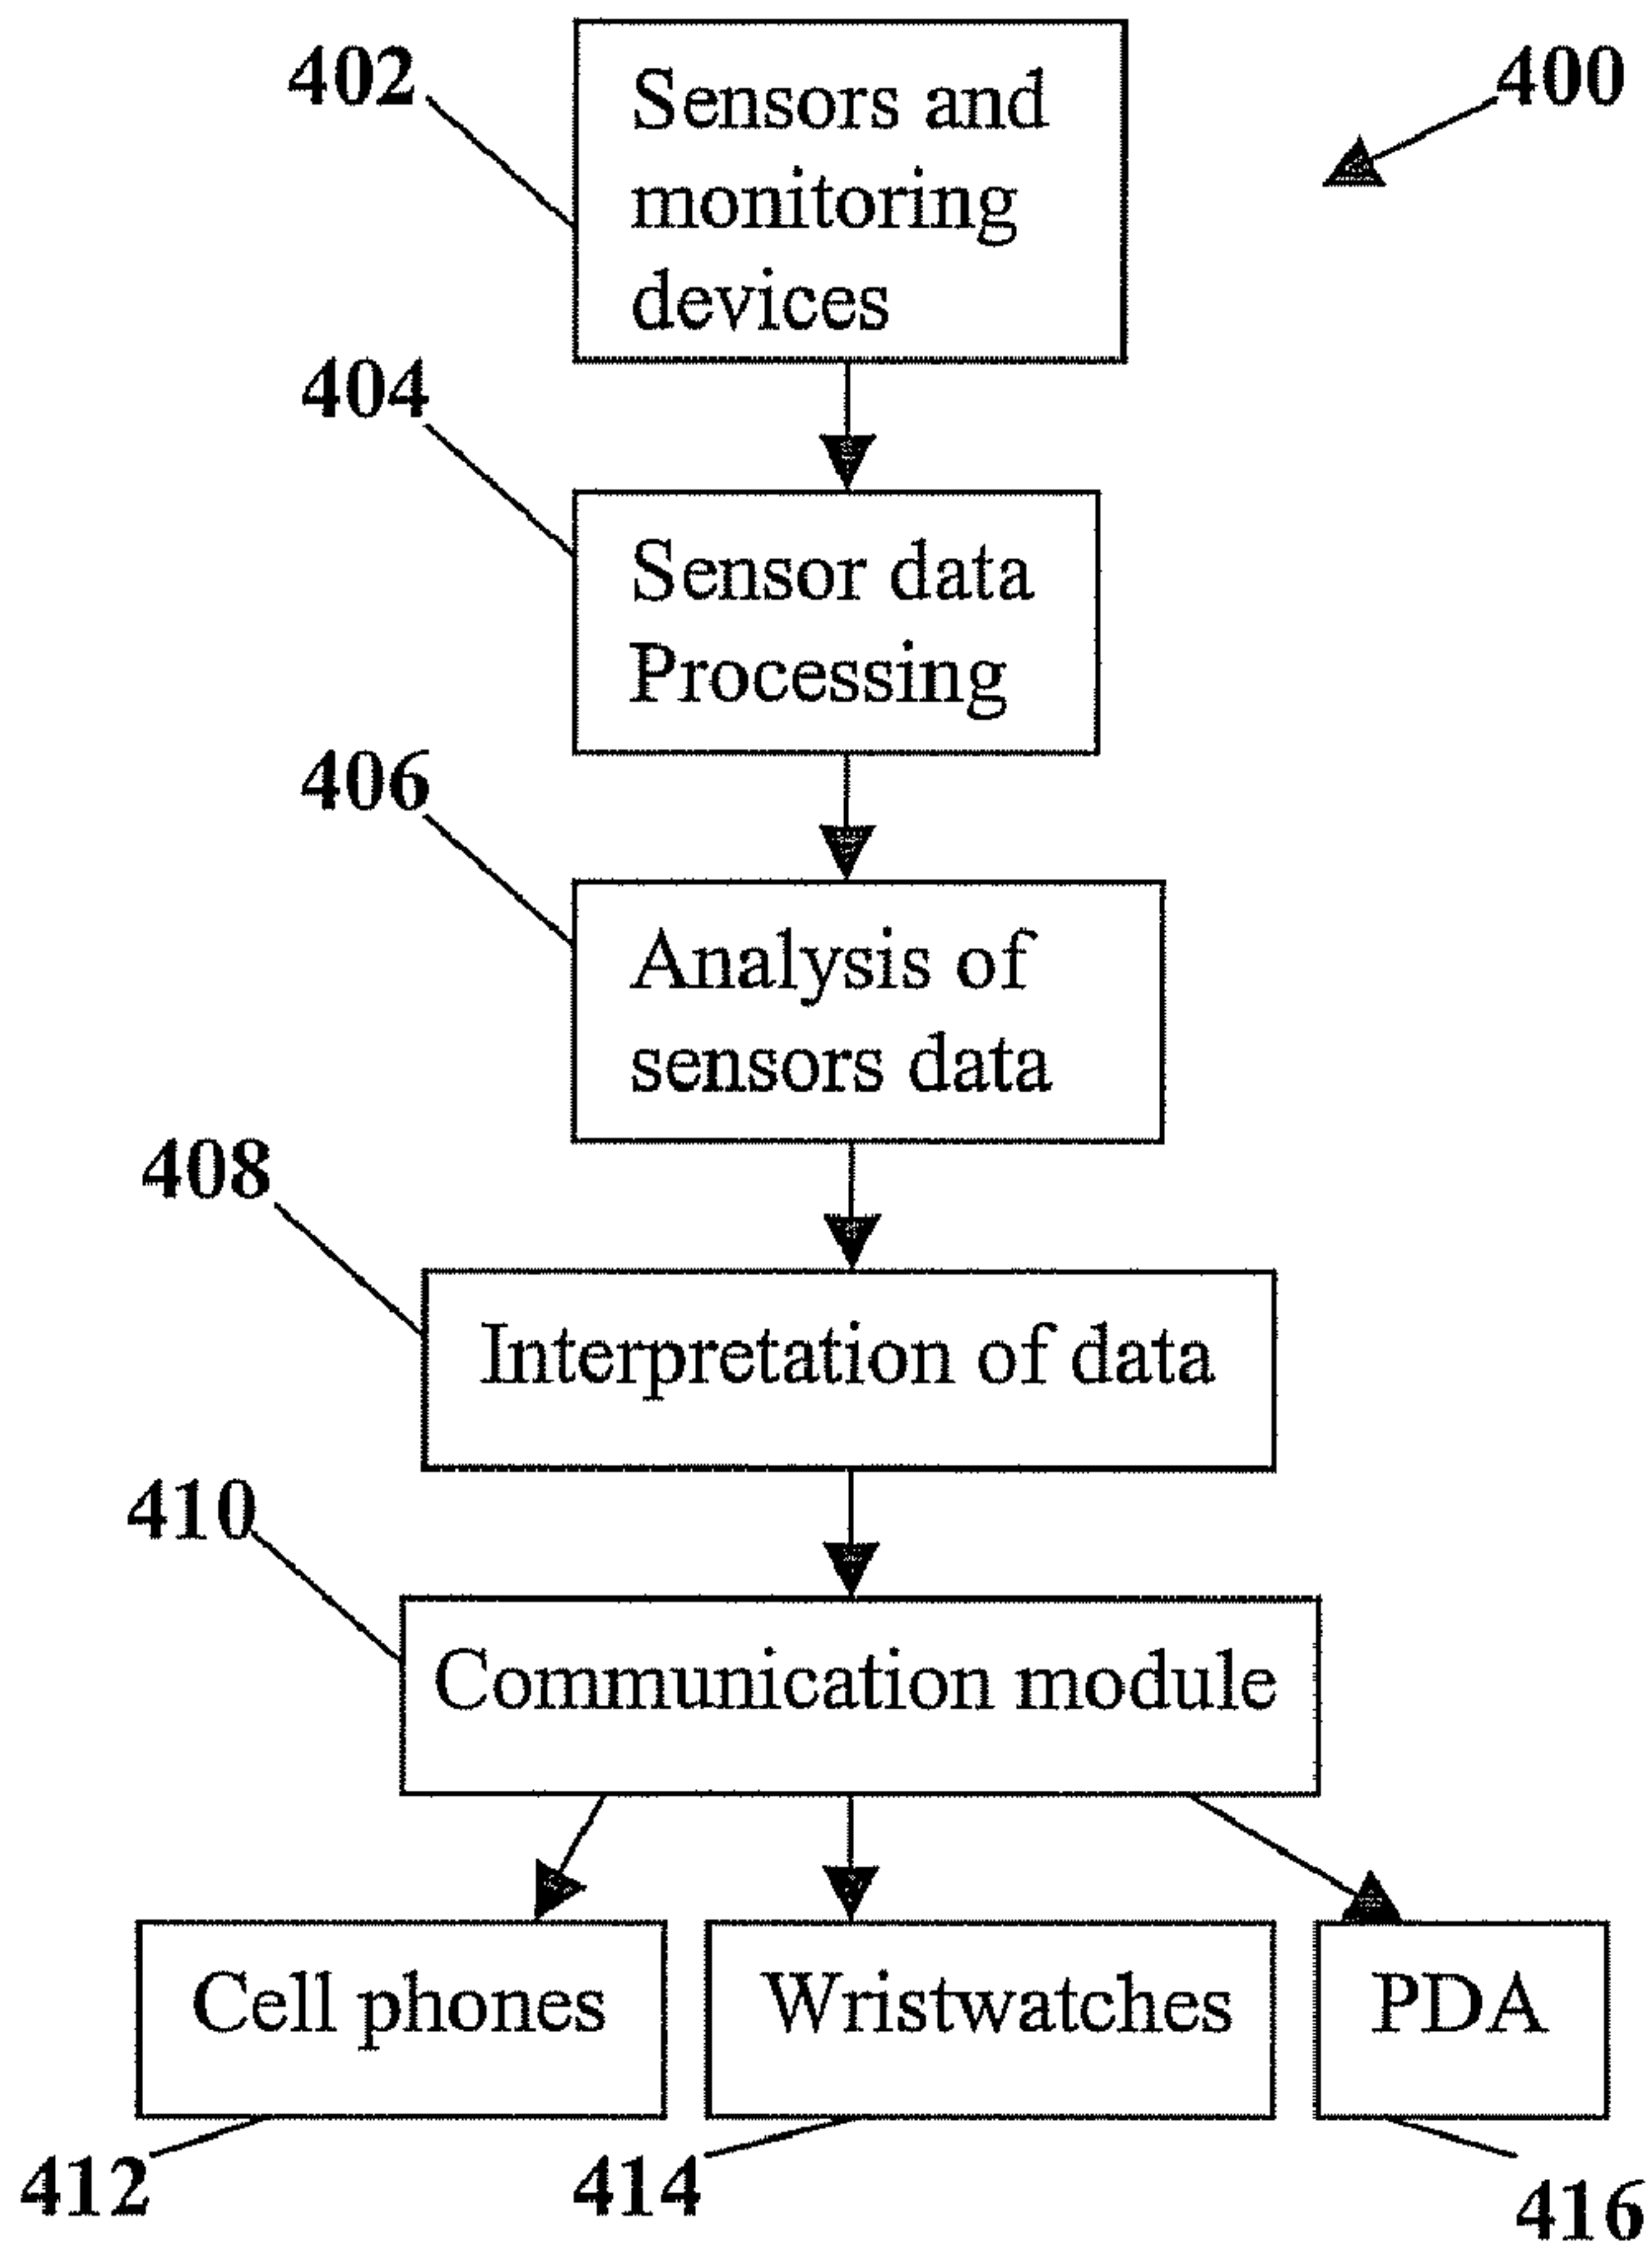 402
Sensors and
monitoring
devices
400
404
Sensor data
Processing
406
Analysis of
sensors data
408
Interpretation of data
410
Communication module
Cell phones
Wristwatches
PDA
412
414
416